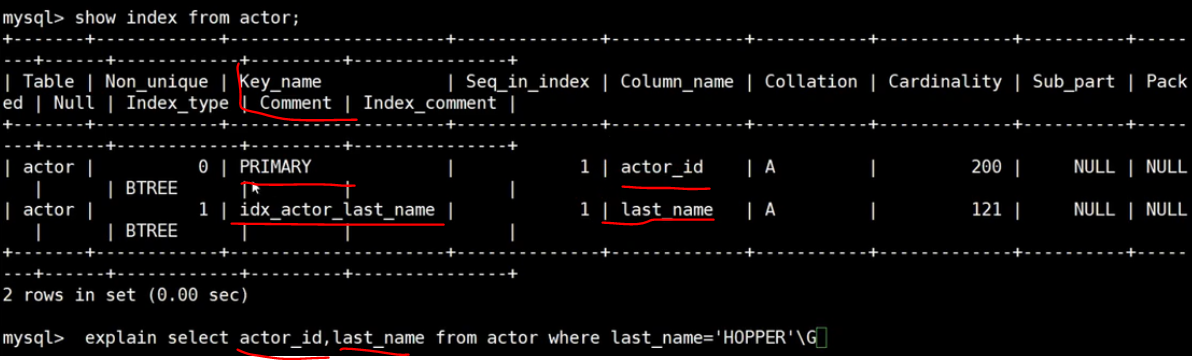 mysql> show index from actor;
+-------+------------+---------------------+--------------+-------------+-----------+-------------+----------+-----
---+------+------------+---------+---------------+
| Table | Non_unique | Key_name            | Seq_in_index | Column_name | Collation | Cardinality | Sub_part | Pack
ed | Null | Index_type | Comment | Index_comment |
+-------+------------+---------------------+--------------+-------------+-----------+-------------+----------+-----
---+------+------------+---------+---------------+
| actor |          0 | PRIMARY             |            1 | actor_id    | A         |         200 |     NULL | NULL
   |      | BTREE      |         |               |
| actor |          1 | idx_actor_last_name |            1 | last_name   | A         |         121 |     NULL | NULL
   |      | BTREE      |         |               |
+-------+------------+---------------------+--------------+-------------+-----------+-------------+----------+-----
---+------+------------+---------+---------------+
2 rows in set (0.00 sec)
mysql>  explain select actor_id,last_name from actor where last_name='HOPPER'\G